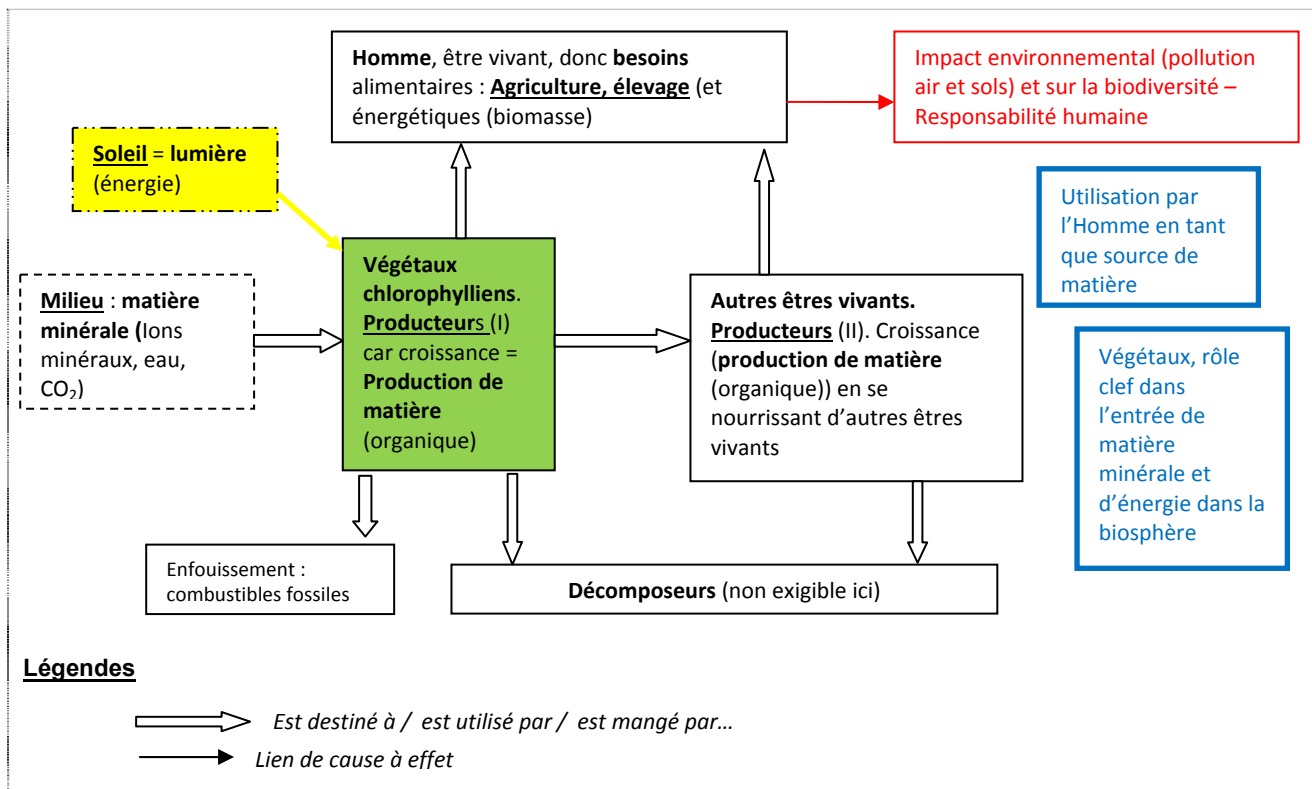 Homme, être vivant, donc besoins
alimentaires : Agriculture, élevage (et
énergétiques (biomasse)
Impact environnemental (pollution
air et sols) et sur la biodiversité –
Responsabilité humaine
Soleil = lumière
(énergie)
Utilisation par
l’Homme en tant
que source de
matière
Milieu : matière
minérale (Ions
minéraux, eau,
CO₂)
Végétaux
chlorophylliens.
Producteurs (I)
car croissance =
Production de
matière
(organique)
Autres êtres vivants.
Producteurs (II). Croissance
(production de matière
(organique)) en se
nourrissant d’autres êtres
vivants
Végétaux, rôle
clef dans
l’entrée de
matière
minérale et
d’énergie dans la
biosphère
Enfouissement :
combustibles fossiles
Décomposeurs (non exigible ici)
Légendes
Est destiné à / est utilisé par / est mangé par…
Lien de cause à effet